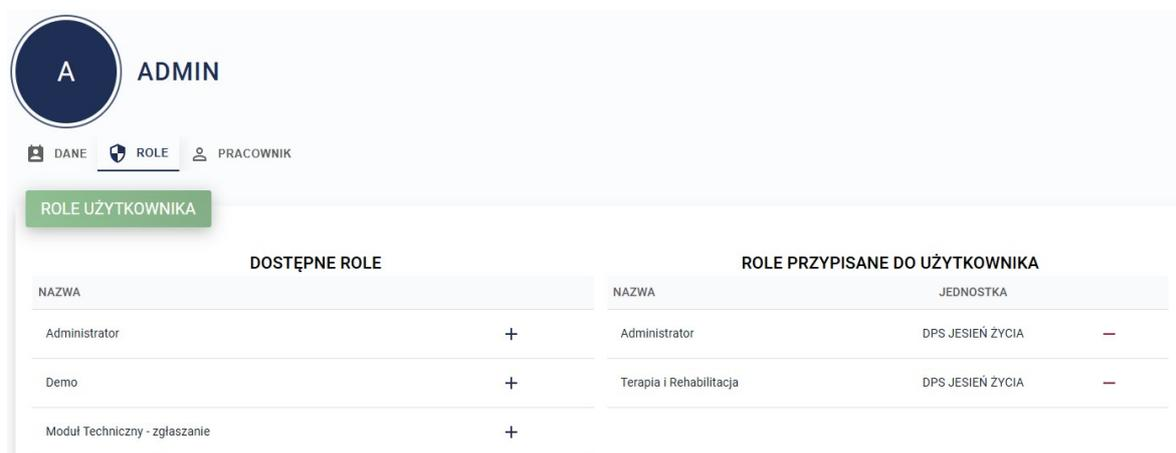 A
ADMIN
DANE ROLE PRACOWNIK
ROLE UŻYTKOWNIKA
DOSTĘPNE ROLE
NAZWA
Administrator
Demo
Moduł Techniczny - zgłaszanie
ROLE PRZYPISANE DO UŻYTKOWNIKA
NAZWA JEDNOSTKA
Administrator DPS JESIEŃ ŻYCIA
Terapia i Rehabilitacja DPS JESIEŃ ŻYCIA